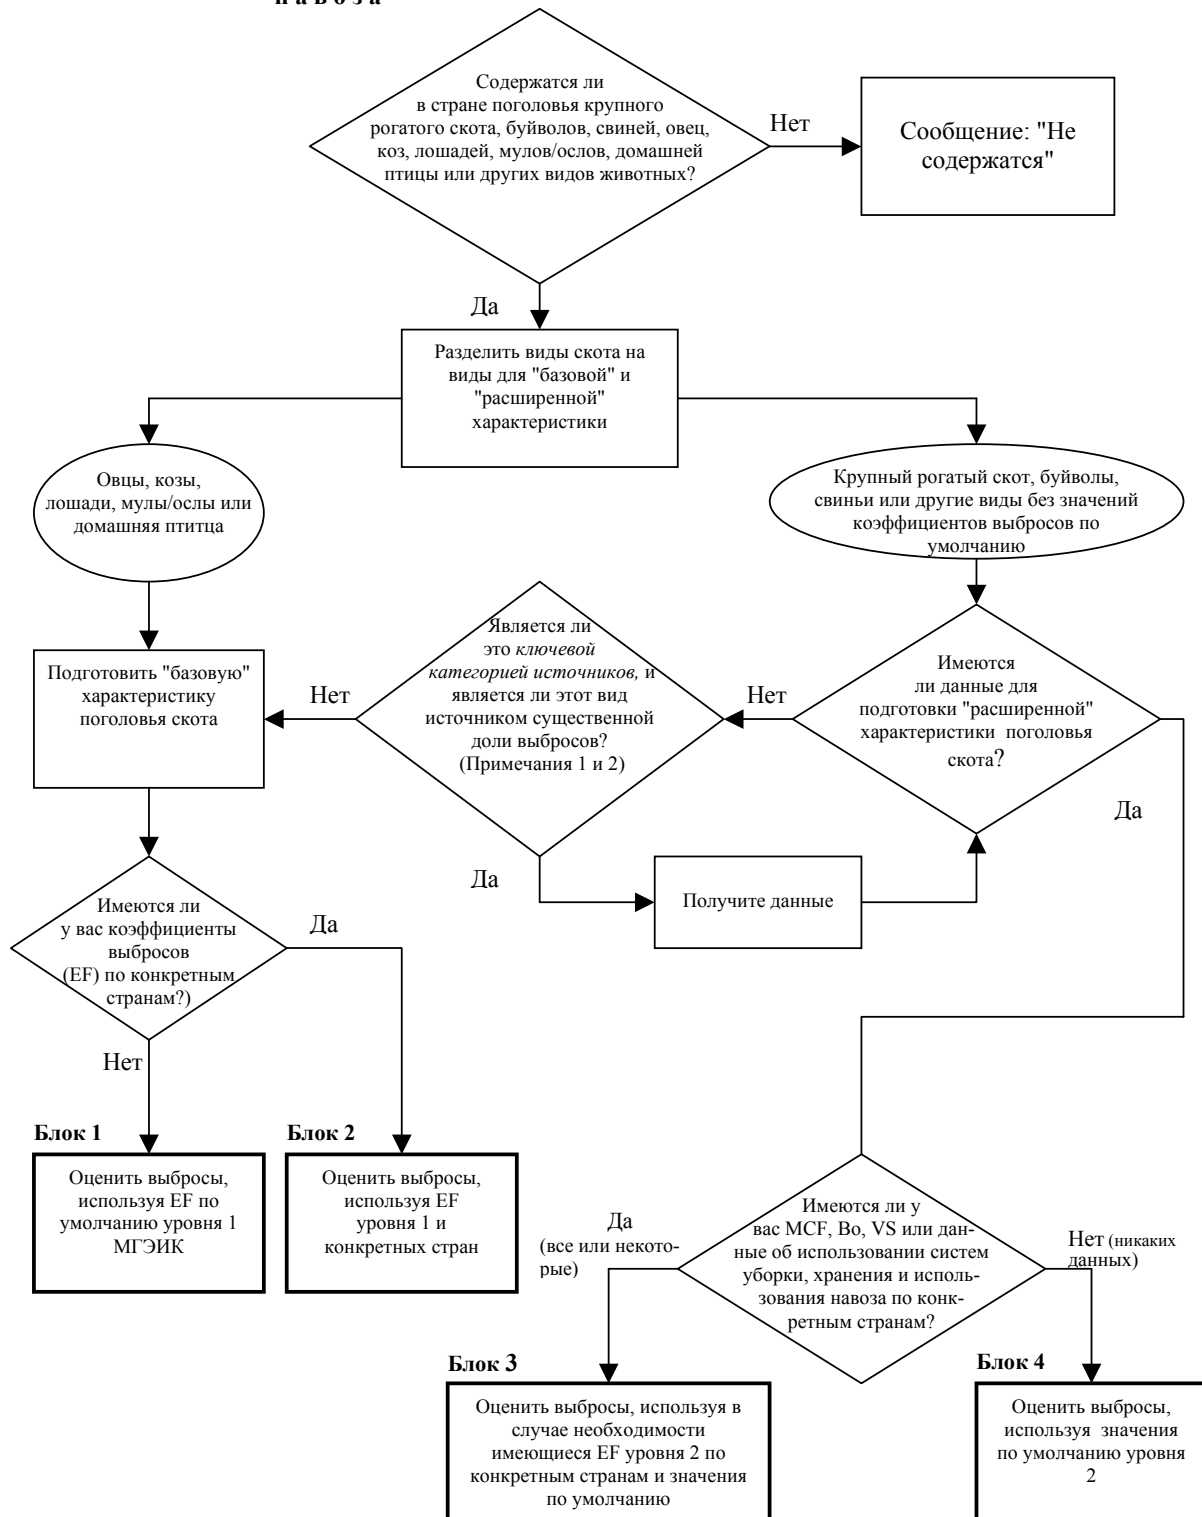 н а в о з а
Содержатся ли
в стране поголовья крупного
рогатого скота, буйволов, свиней, овец,
коз, лошадей, мулов/ослов, домашней
птицы или других видов животных?
Нет
Сообщение: "Не
содержатся"
Да
Разделить виды скота на
виды для "базовой" и
"расширенной"
характеристики
Овцы, козы,
лошади, мулы/ослы или
домашняя птитца
Крупный рогатый скот, буйволы,
свиньи или другие виды без значений
коэффициентов выбросов по
умолчанию
Подготовить "базовую"
характеристику
поголовья скота
Нет
Является ли
это ключевой
категорией источников, и
является ли этот вид
источником существенной
доли выбросов?
(Примечания 1 и 2)
Нет
Имеются
ли данные для
подготовки "расширенной"
характеристики поголовья
скота?
Да
Да
Получите данные
Имеются ли
у вас коэффициенты
выбросов
(EF) по конкретным
странам?)
Да
Нет
Блок 1
Оценить выбросы,
используя EF по
умолчанию уровня 1
МГЭИК
Блок 2
Оценить выбросы,
используя EF
уровня 1 и
конкретных стран
Имеются ли у
вас MCF, Bo, VS или дан-
ные об использовании систем
уборки, хранения и исполь-
зования навоза по конк-
ретным странам?
Да
(все или некото-
рые)
Нет (никаких
данных)
Блок 3
Оценить выбросы, используя в
случае необходимости
имеющиеся EF уровня 2 по
конкретным странам и значения
по умолчанию
Блок 4
Оценить выбросы,
используя значения
по умолчанию уровня
2